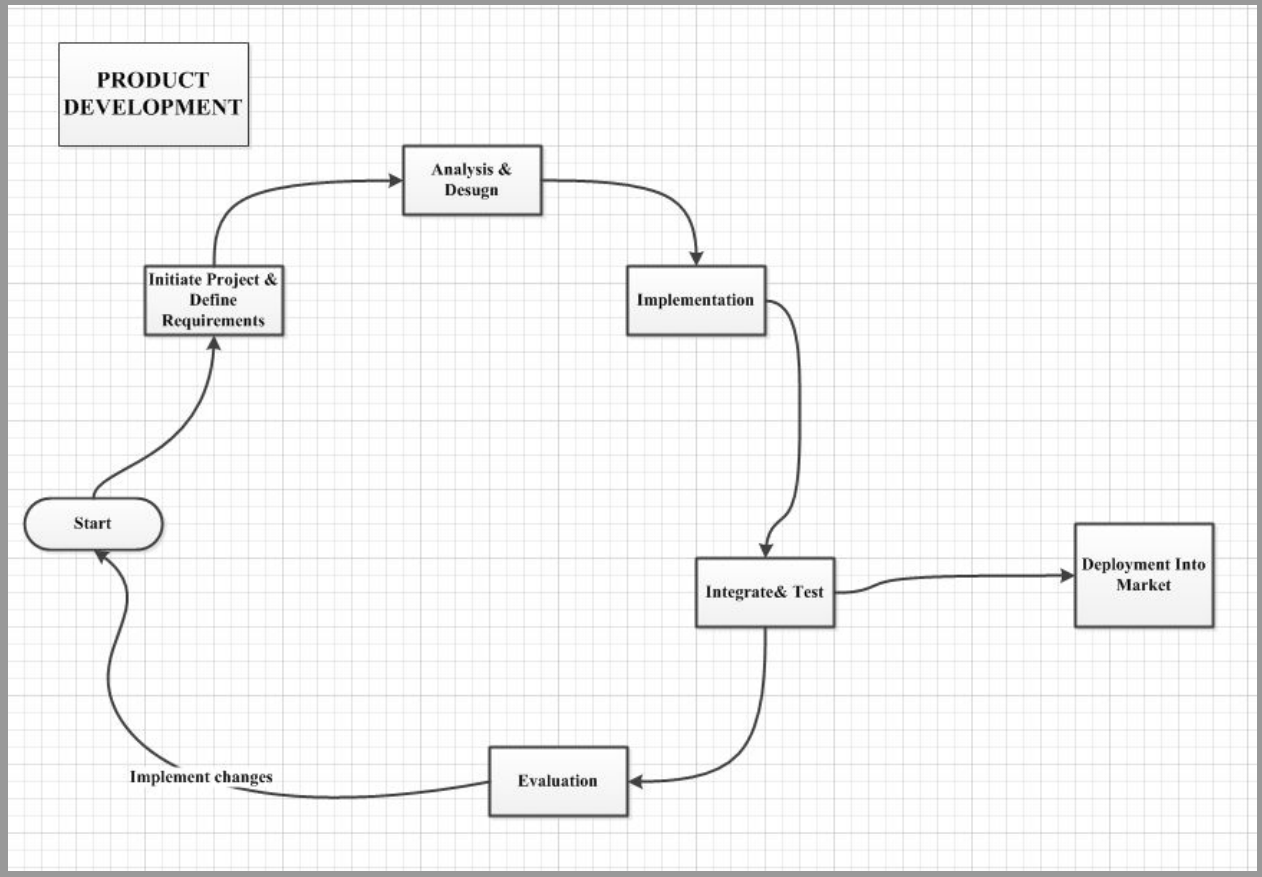 PRODUCT
DEVELOPMENT
Analysis &
Desugn
Initiate Project &
Define
Requirements
Implementation
Start
Deployment Into
Market
Integrate& Test
Implement changes
Evaluation